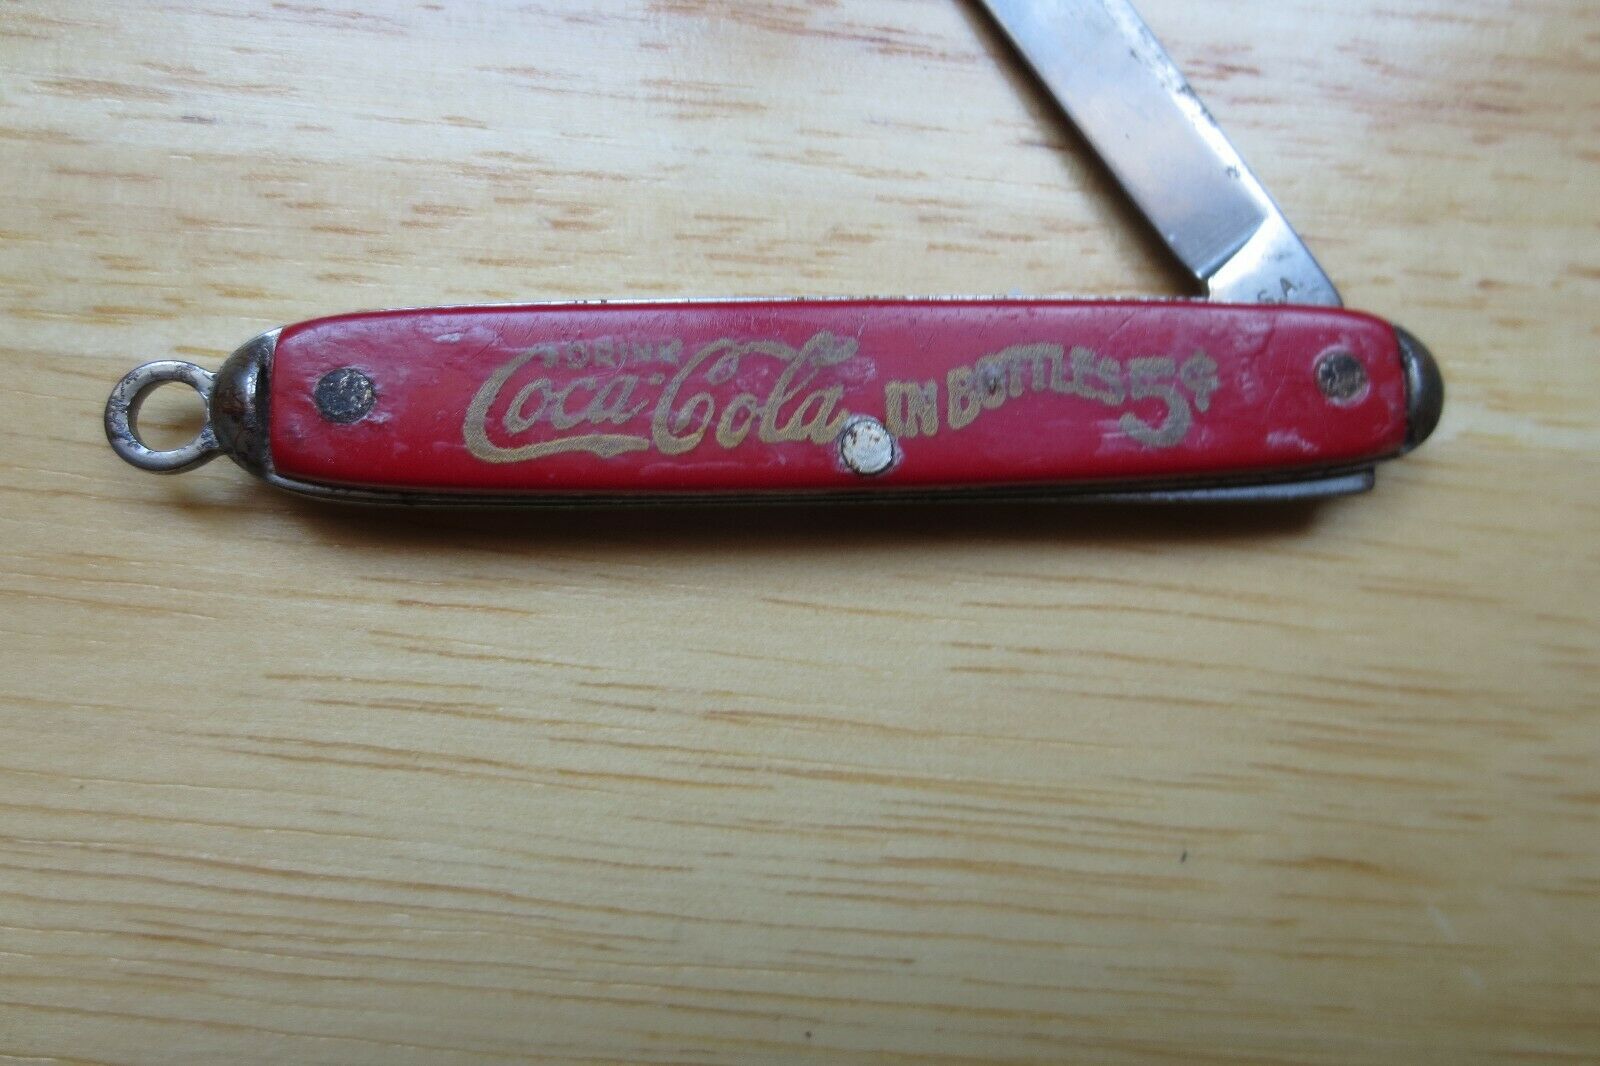 DRINK
Coca-Cola IN BOTTLES 5¢
S.A.